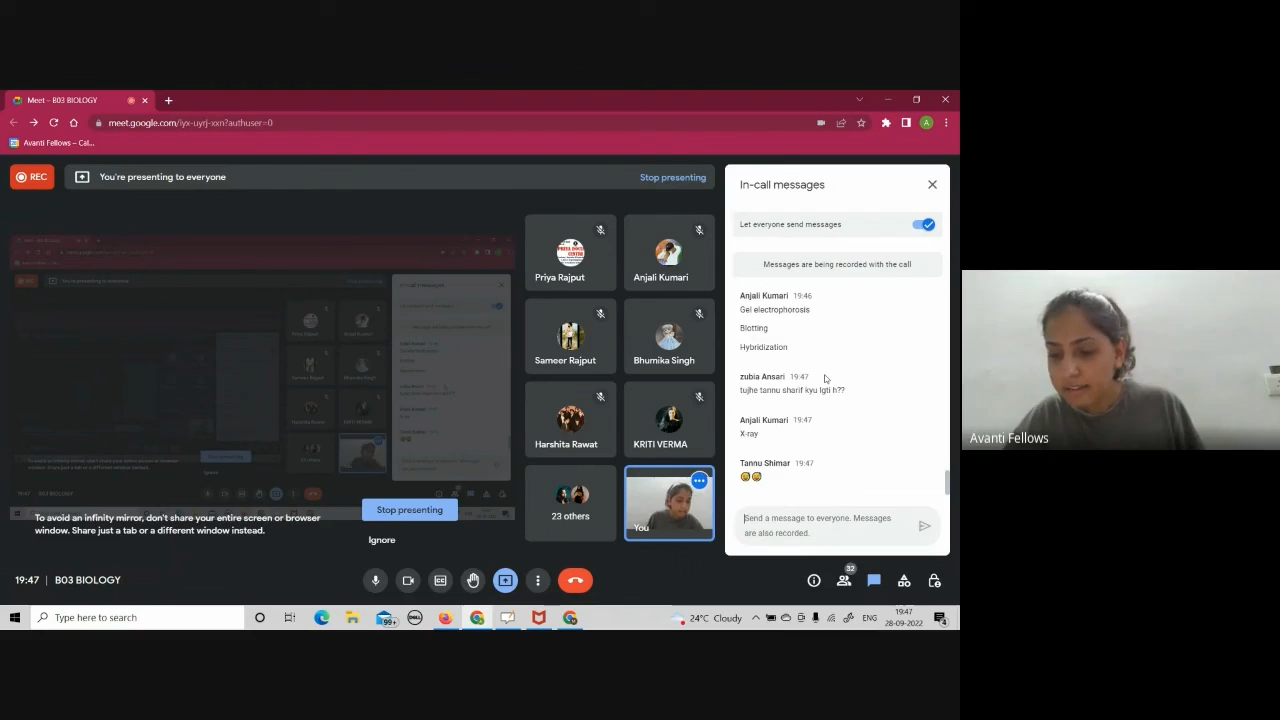 Meet – B03 BIOLOGY
meet.google.com/iyx-uyrj-xxn?authuser=0
Avanti Fellows – Cal...
REC
You're presenting to everyone
Stop presenting
To avoid an infinity mirror, don't share your entire screen or browser
window. Share just a tab or a different window instead.
Stop presenting
Ignore
Priya Rajput
Anjali Kumari
Sameer Rajput
Bhumika Singh
Harshita Rawat
KRITI VERMA
23 others
You
In-call messages
Let everyone send messages
Messages are being recorded with the call
Anjali Kumari 19:46
Gel electrophorosis
Blotting
Hybridization
zubia Ansari 19:47
tujhe tannu sharif kyu lgti h??
Anjali Kumari 19:47
X-ray
Tannu Shimar 19:47
Send a message to everyone. Messages
are also recorded.
19:47 | B03 BIOLOGY
32
Type here to search
99+
DELL
24°C Cloudy
ENG
19:47
28-09-2022
4
Avanti Fellows